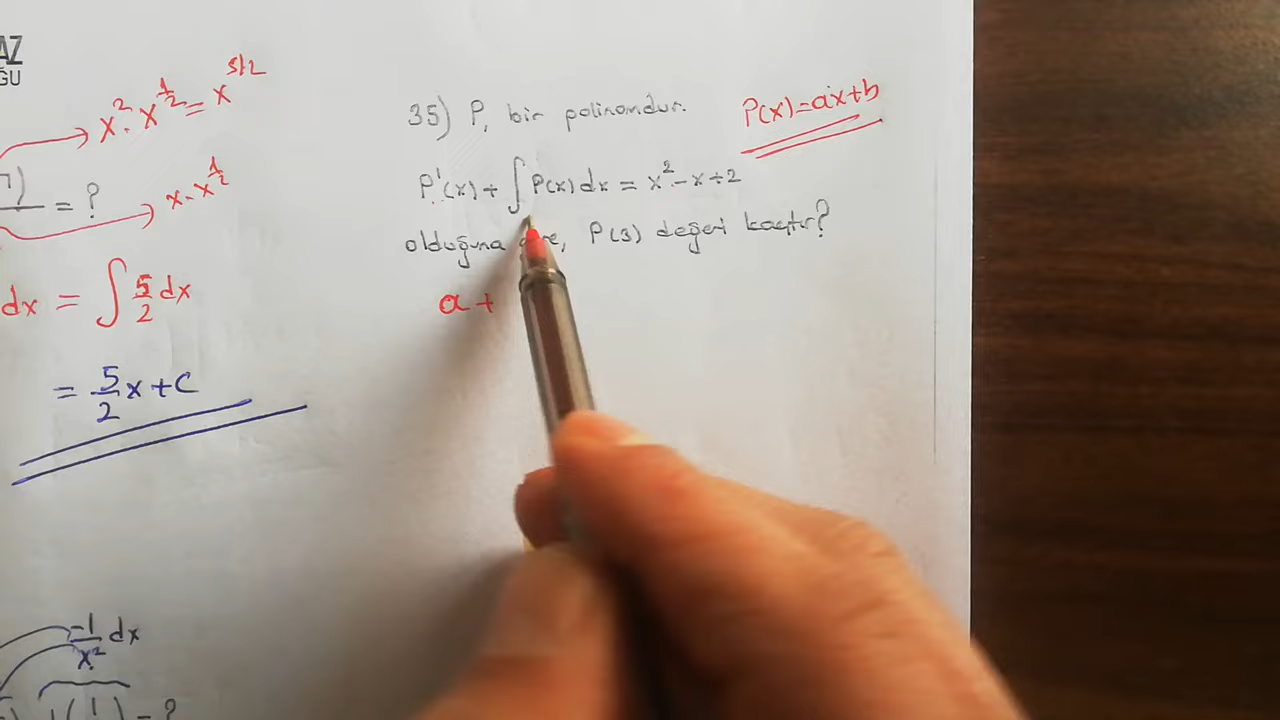 AZ
ĞU
x².x^{1/2} = x^{5/2}
x.x^{1/2}
= ?
dx = ∫ 5/2 dx
= 5/2 x + c
-1/x² dx
= ?
35) P, bir polinomdur.
P(x)=ax+b
P'(x) + ∫ P(x) dx = x² - x + 2
olduğuna göre, P(3) değeri kaçtır?
a +